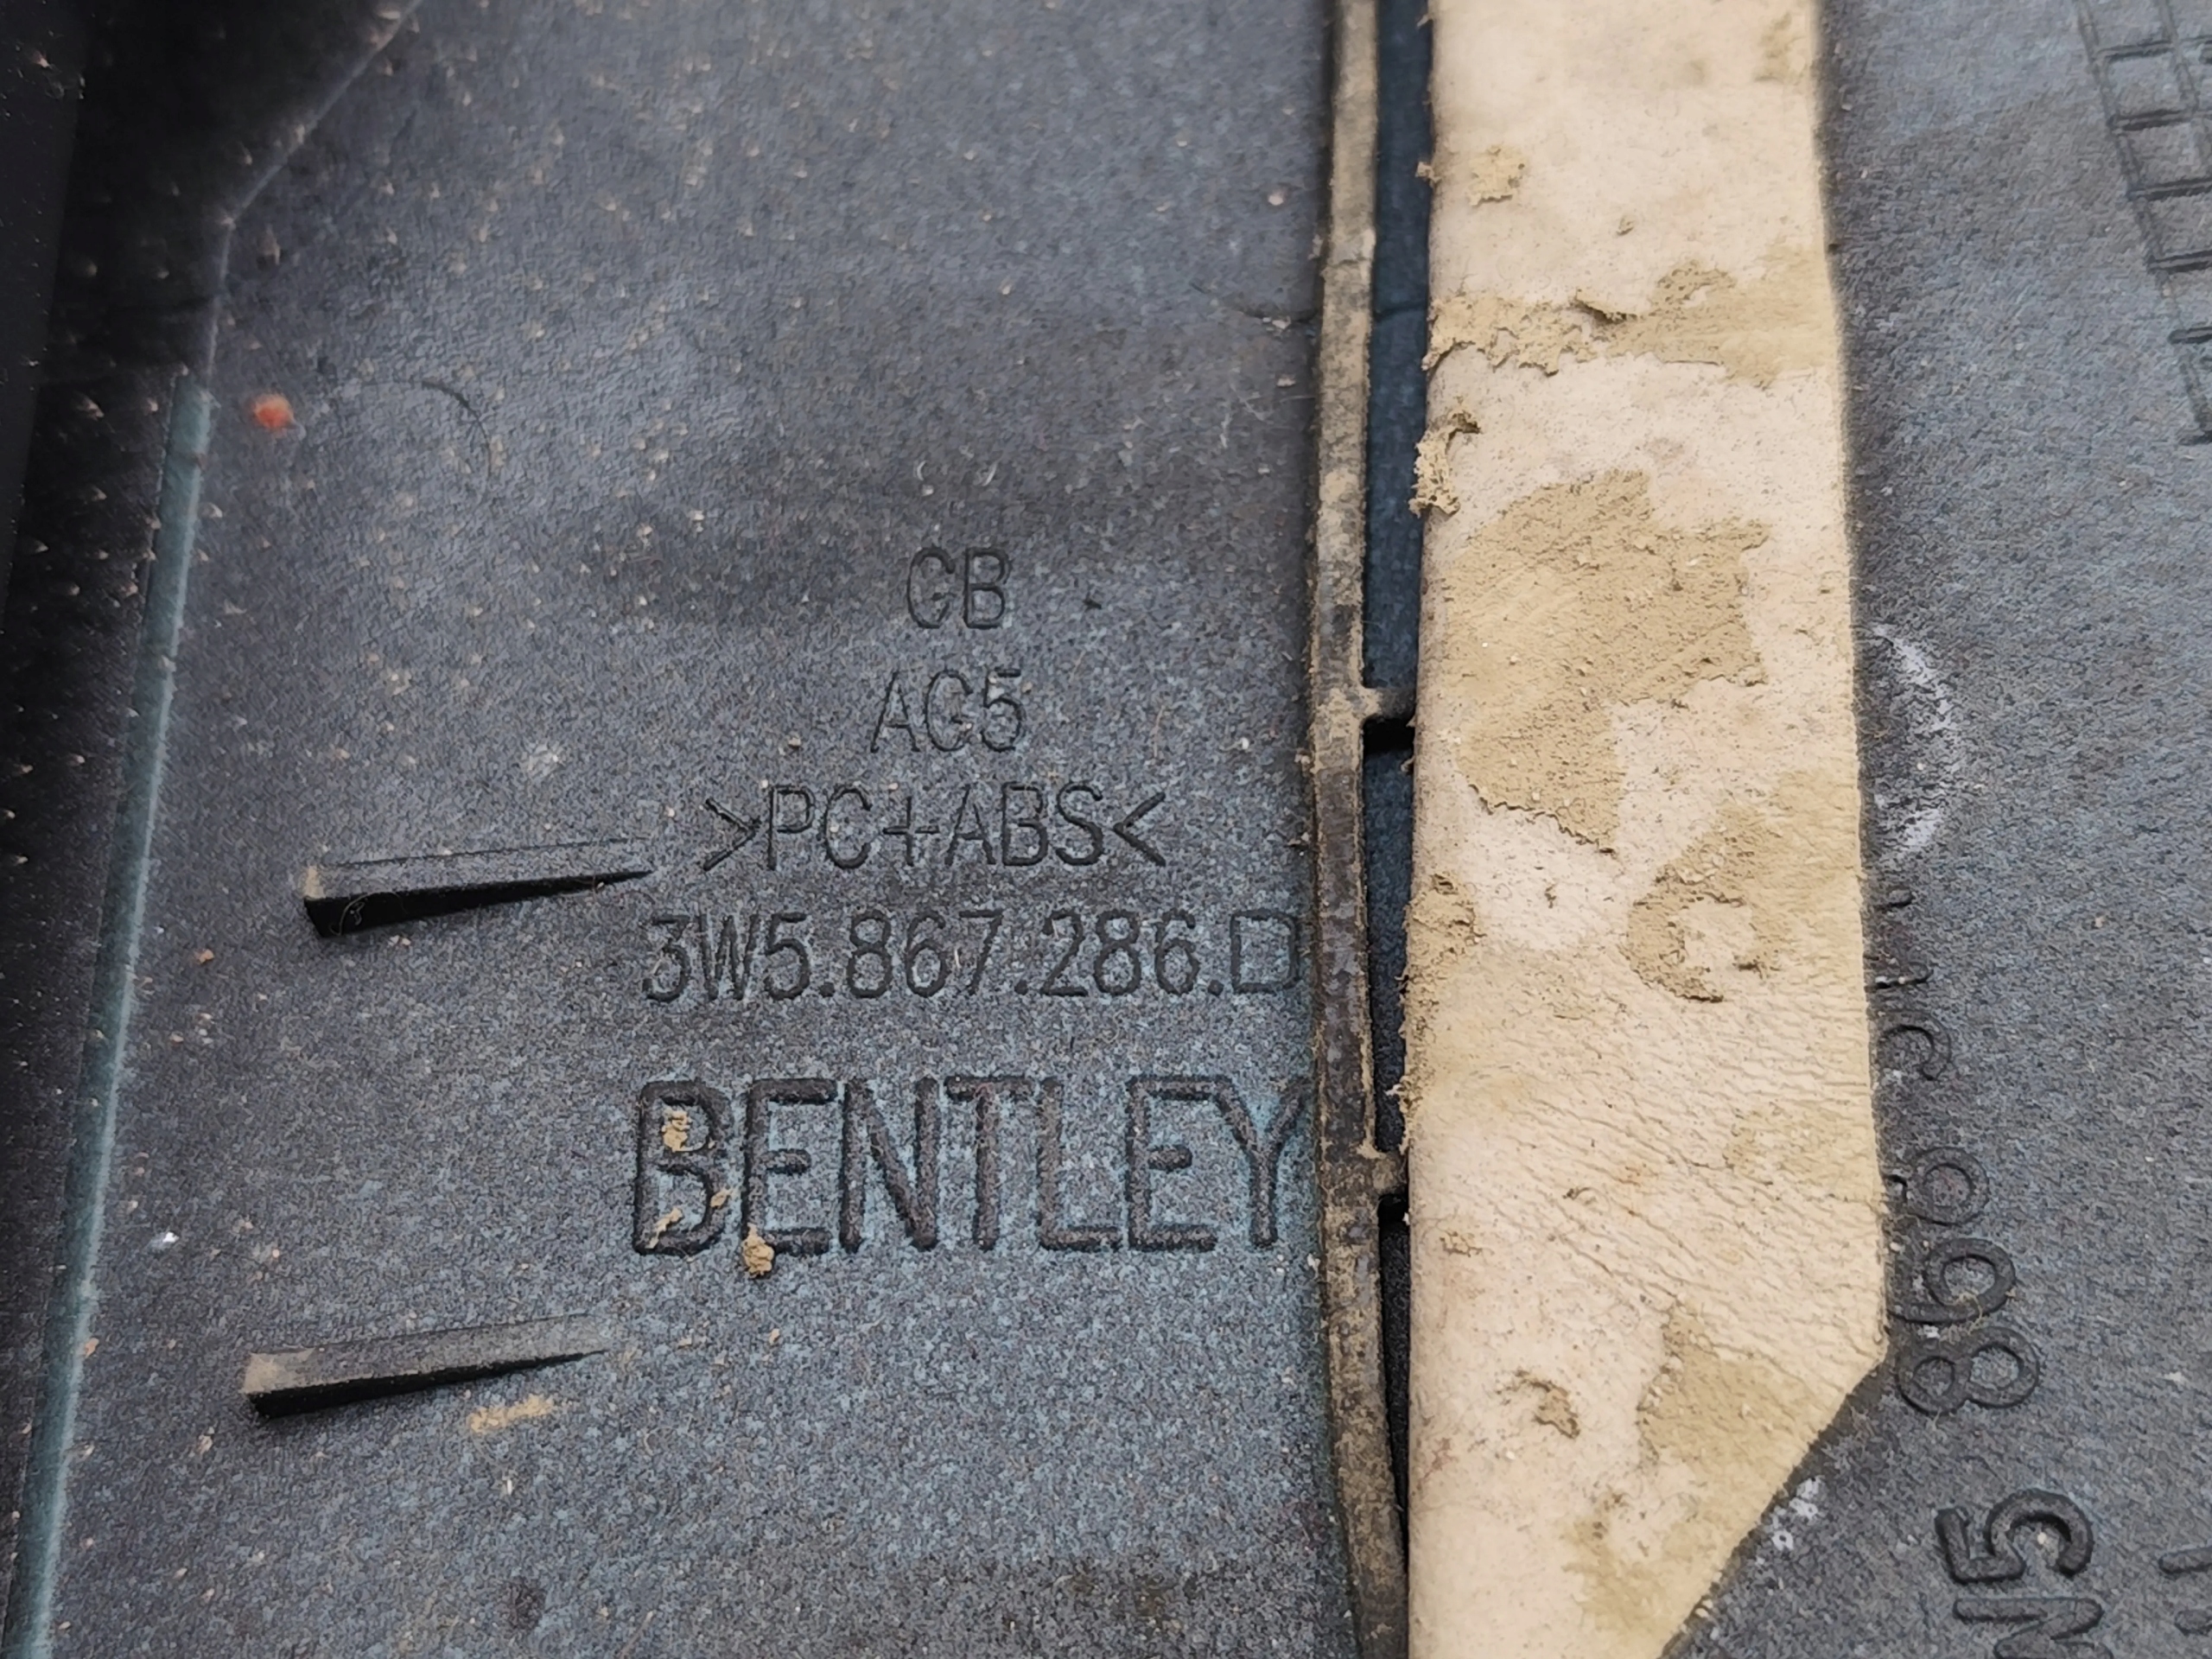 GB
AG5
>PC+ABS<
3W5.867.286.D
BENTLEY